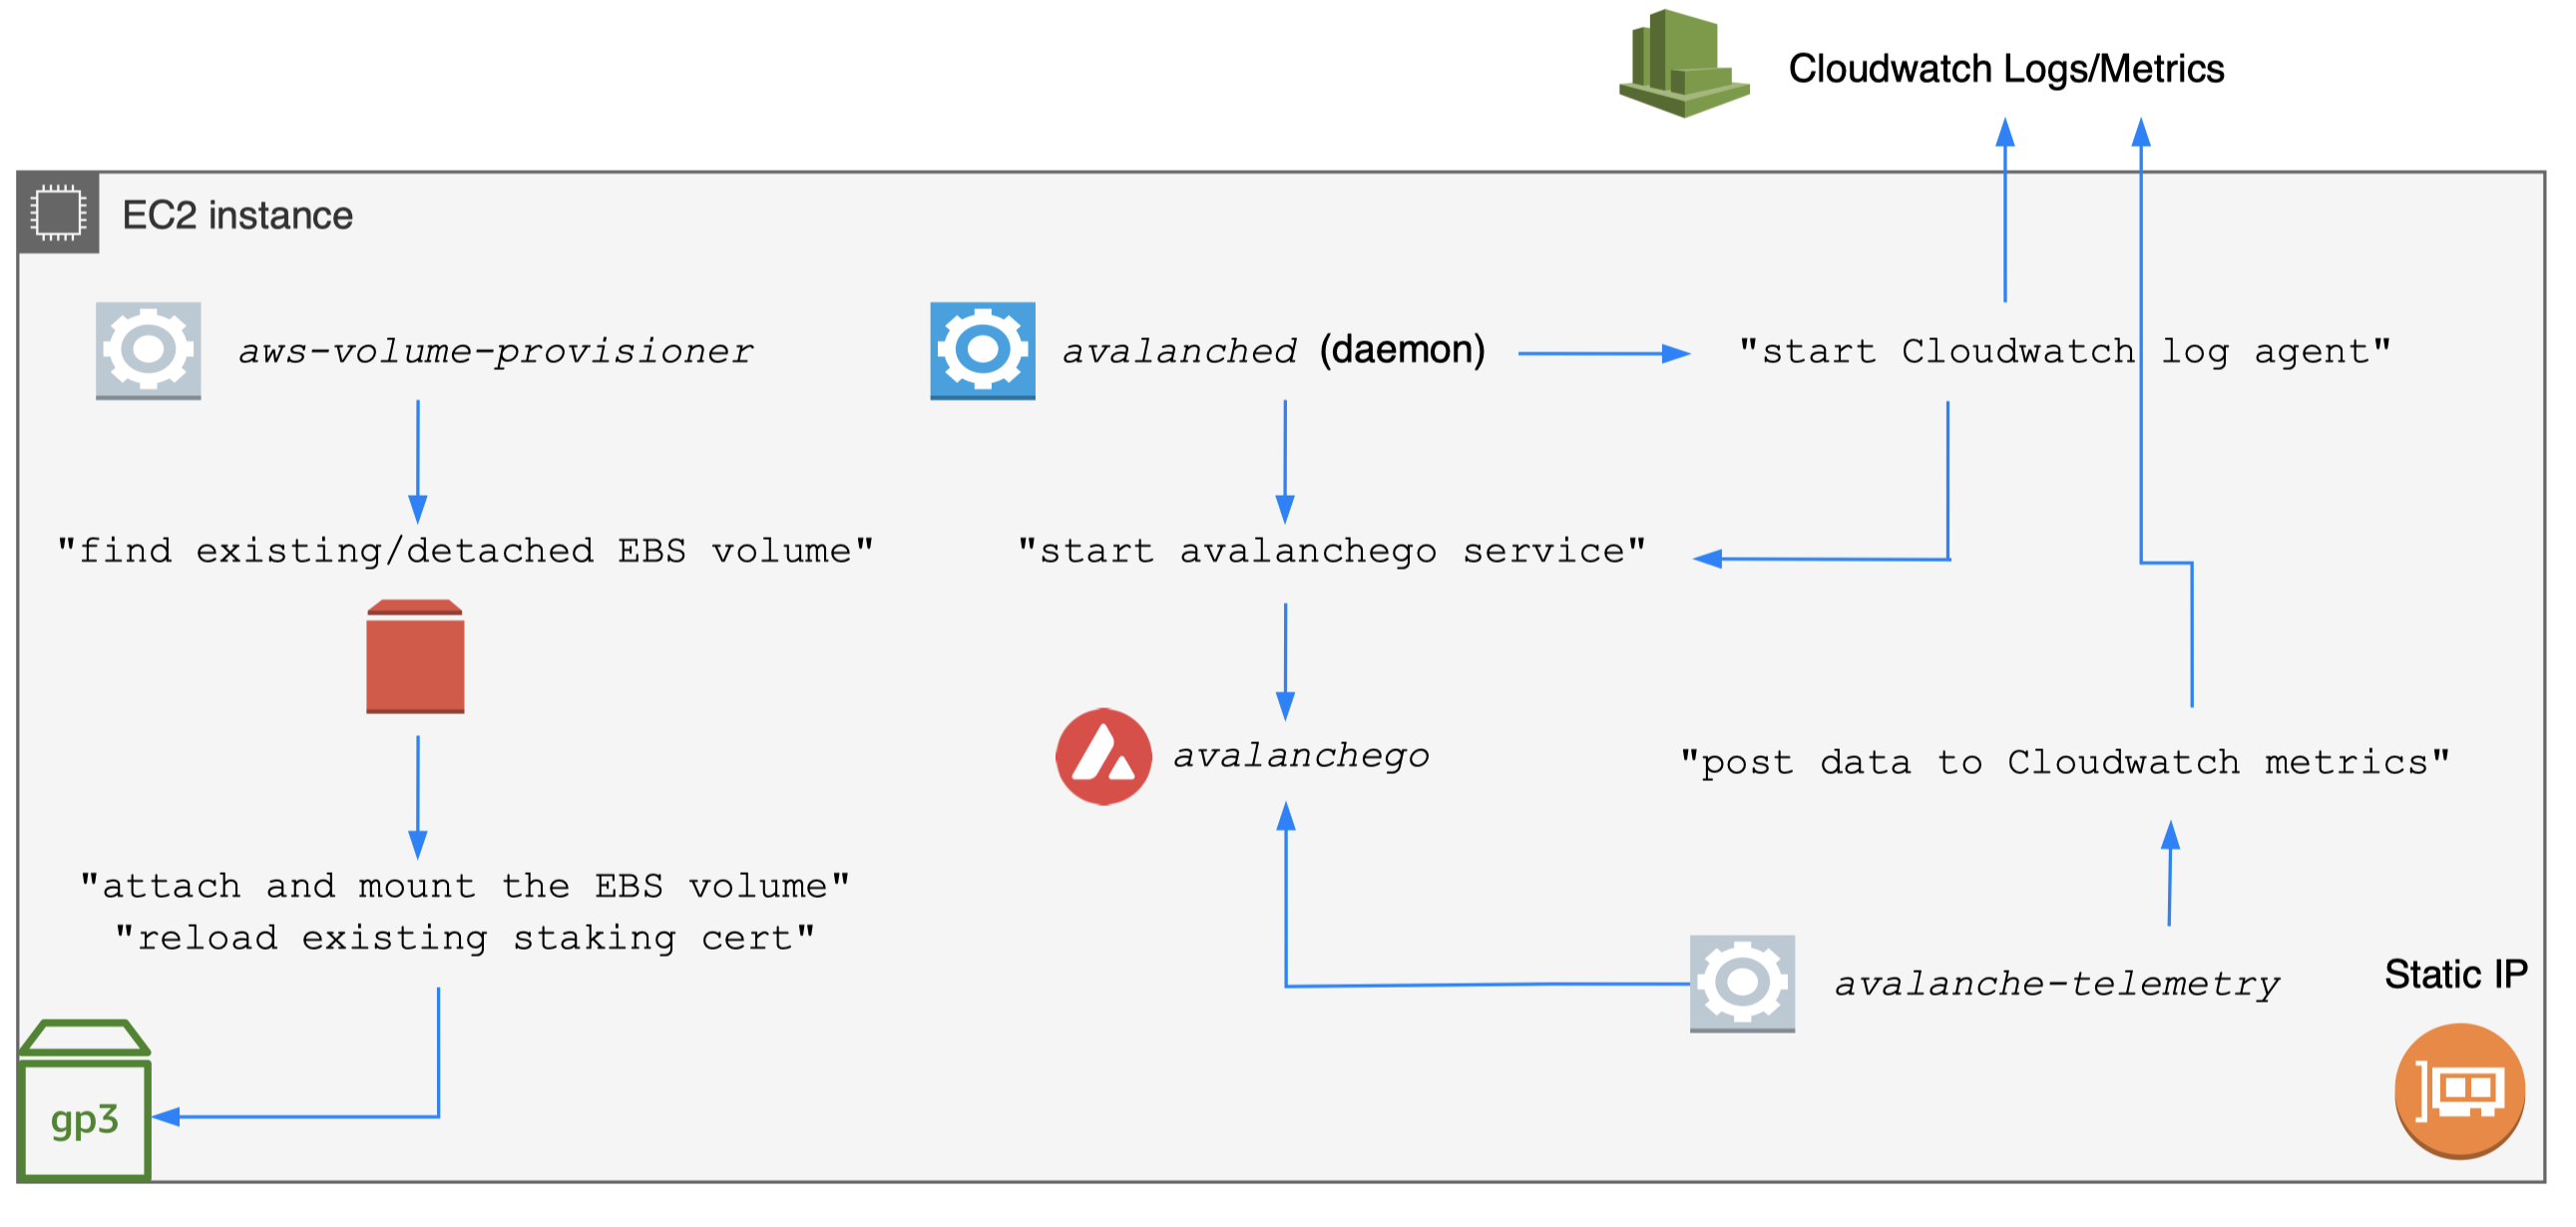 Cloudwatch Logs/Metrics
EC2 instance
aws-volume-provisioner
avalanched (daemon)
"start Cloudwatch log agent"
"find existing/detached EBS volume"
"start avalanchego service"
avalanchego
"post data to Cloudwatch metrics"
"attach and mount the EBS volume"
"reload existing staking cert"
avalanche-telemetry
Static IP
gp3